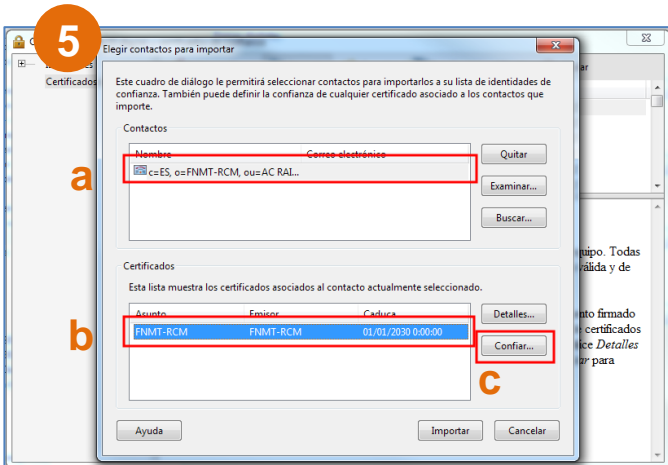 5
Elegir contactos para importar
Certificados
ar
Este cuadro de diálogo le permitirá seleccionar contactos para importarlos a su lista de identidades de
confianza. También puede definir la confianza de cualquier certificado asociado a los contactos que
importe.
Contactos
Nombre Correo electrónico
a
c=ES, o=FNMT-RCM, ou=AC RAI...
Quitar
Examinar...
Buscar...
Certificados
Esta lista muestra los certificados asociados al contacto actualmente seleccionado.
Asunto Emisor Caduca
b
FNMT-RCM FNMT-RCM 01/01/2030 0:00:00
Detalles...
Confiar...
c
Ayuda Importar Cancelar
quipo. Todas
válida y de
nto firmado
certificados
ice Detalles
ar para